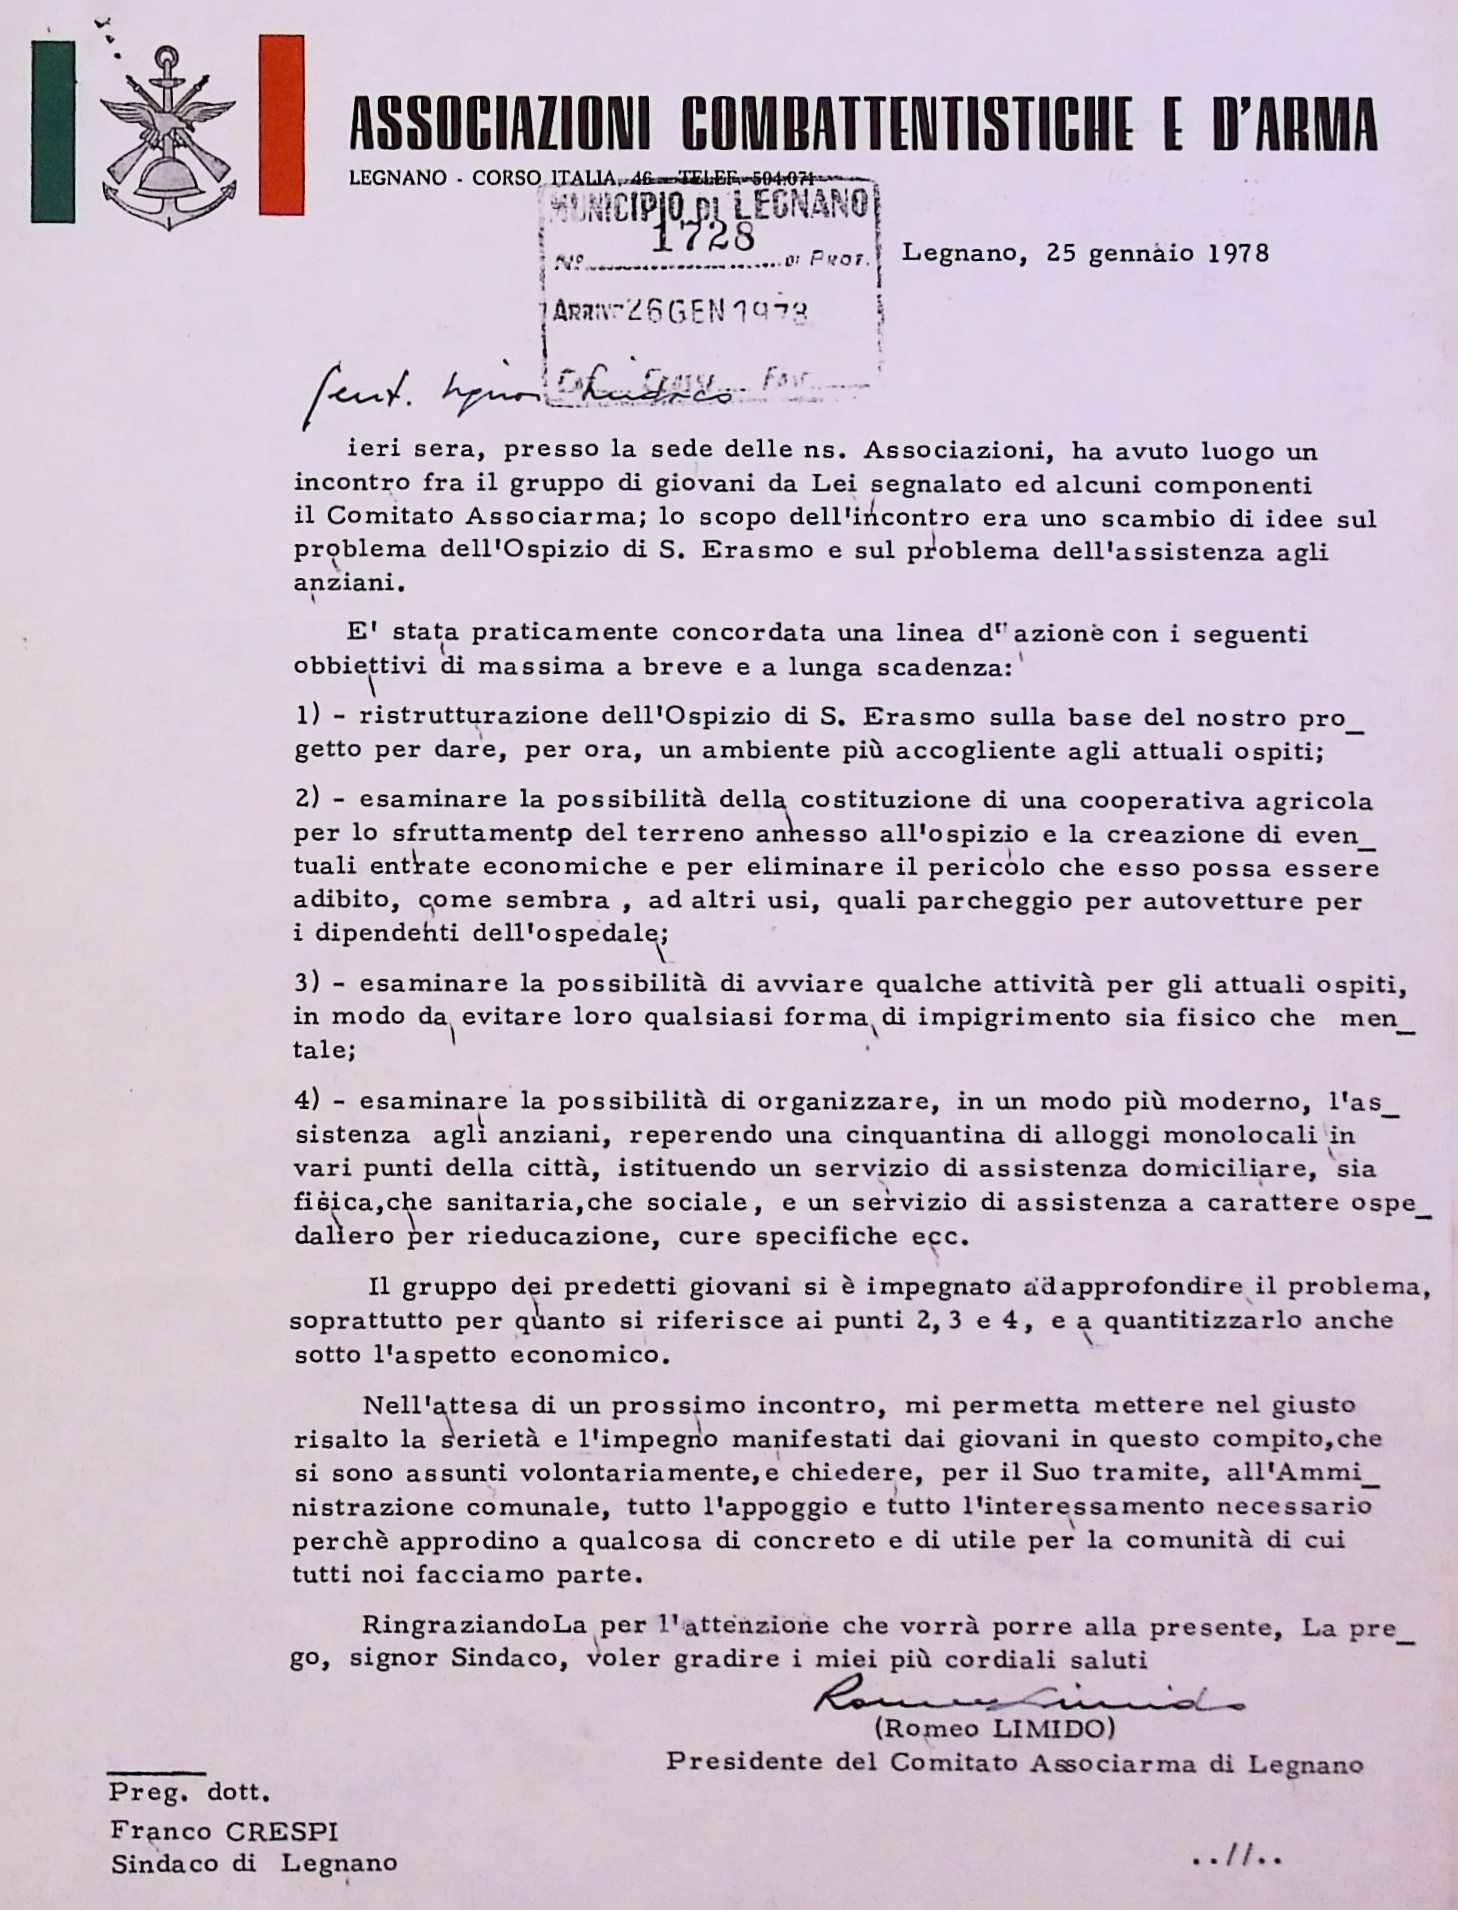 ASSOCIAZIONI COMBATTENTISTICHE E D'ARMA
LEGNANO - CORSO ITALIA, 46 - TELEF. 504.071
MUNICIPIO DI LEGNANO
1728
N° DI PROT.
ARRIV- 26 GEN 1978
Legnano, 25 gennaio 1978
Gent. Signor Sindaco
ieri sera, presso la sede delle ns. Associazioni, ha avuto luogo un
incontro fra il gruppo di giovani da Lei segnalato ed alcuni componenti
il Comitato Associarma; lo scopo dell'incontro era uno scambio di idee sul
problema dell'Ospizio di S. Erasmo e sul problema dell'assistenza agli
anziani.
E' stata praticamente concordata una linea d'' azione con i seguenti
obbiettivi di massima a breve e a lunga scadenza:
1) - ristrutturazione dell'Ospizio di S. Erasmo sulla base del nostro pro_
getto per dare, per ora, un ambiente più accogliente agli attuali ospiti;
2) - esaminare la possibilità della costituzione di una cooperativa agricola
per lo sfruttamentp del terreno annesso all'ospizio e la creazione di even_
tuali entrate economiche e per eliminare il pericolo che esso possa essere
adibito, come sembra , ad altri usi, quali parcheggio per autovetture per
i dipendenti dell'ospedale;
3) - esaminare la possibilità di avviare qualche attività per gli attuali ospiti,
in modo da evitare loro qualsiasi forma di impigrimento sia fisico che men_
tale;
4) - esaminare la possibilità di organizzare, in un modo più moderno, l'as_
sistenza agli anziani, reperendo una cinquantina di alloggi monolocali in
vari punti della città, istituendo un servizio di assistenza domiciliare, sia
fisica,che sanitaria,che sociale, e un servizio di assistenza a carattere ospe_
daliero per rieducazione, cure specifiche ecc.
Il gruppo dei predetti giovani si è impegnato ad approfondire il problema,
soprattutto per quanto si riferisce ai punti 2, 3 e 4, e a quantitizzarlo anche
sotto l'aspetto economico.
Nell'attesa di un prossimo incontro, mi permetta mettere nel giusto
risalto la serietà e l'impegno manifestati dai giovani in questo compito,che
si sono assunti volontariamente,e chiedere, per il Suo tramite, all'Ammi_
nistrazione comunale, tutto l'appoggio e tutto l'interessamento necessario
perchè approdino a qualcosa di concreto e di utile per la comunità di cui
tutti noi facciamo parte.
RingraziandoLa per l'attenzione che vorrà porre alla presente, La pre_
go, signor Sindaco, voler gradire i miei più cordiali saluti
Romeo Limido
(Romeo LIMIDO)
Presidente del Comitato Associarma di Legnano
Preg. dott.
Franco CRESPI
Sindaco di Legnano
..//..